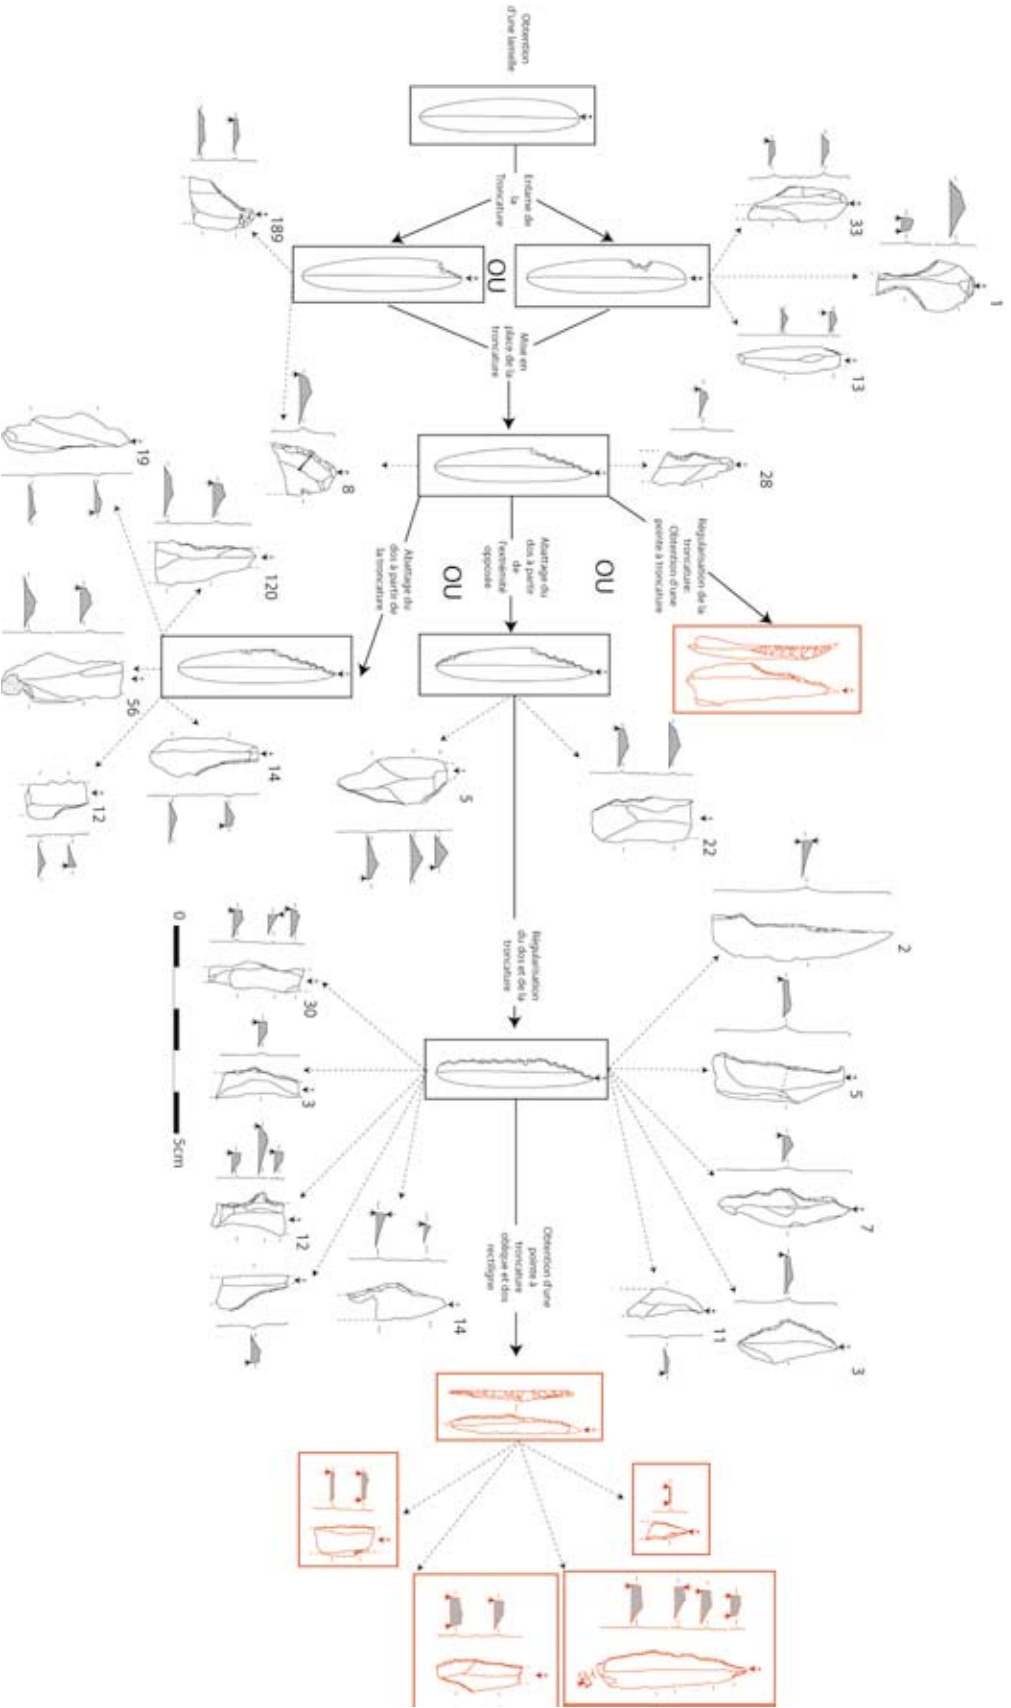 Obtention
d'une lamelle
Entame de
la
Troncature
OU
33
1
13
189
8
Mise en
place de la
troncature
28
Régularisation de la
troncature:
Obtention d'une
pointe à troncature
OU
Abattage du
dos à partir
de
l'extrémité
opposée
OU
Abattage du
dos à partir de
la troncature
19
120
56
14
12
22
5
Régularisation
du dos et de la
troncature
2
5
7
3
11
30
3
12
14
0
5cm
Obtention d'une
pointe à
troncature
oblique et dos
rectiligne